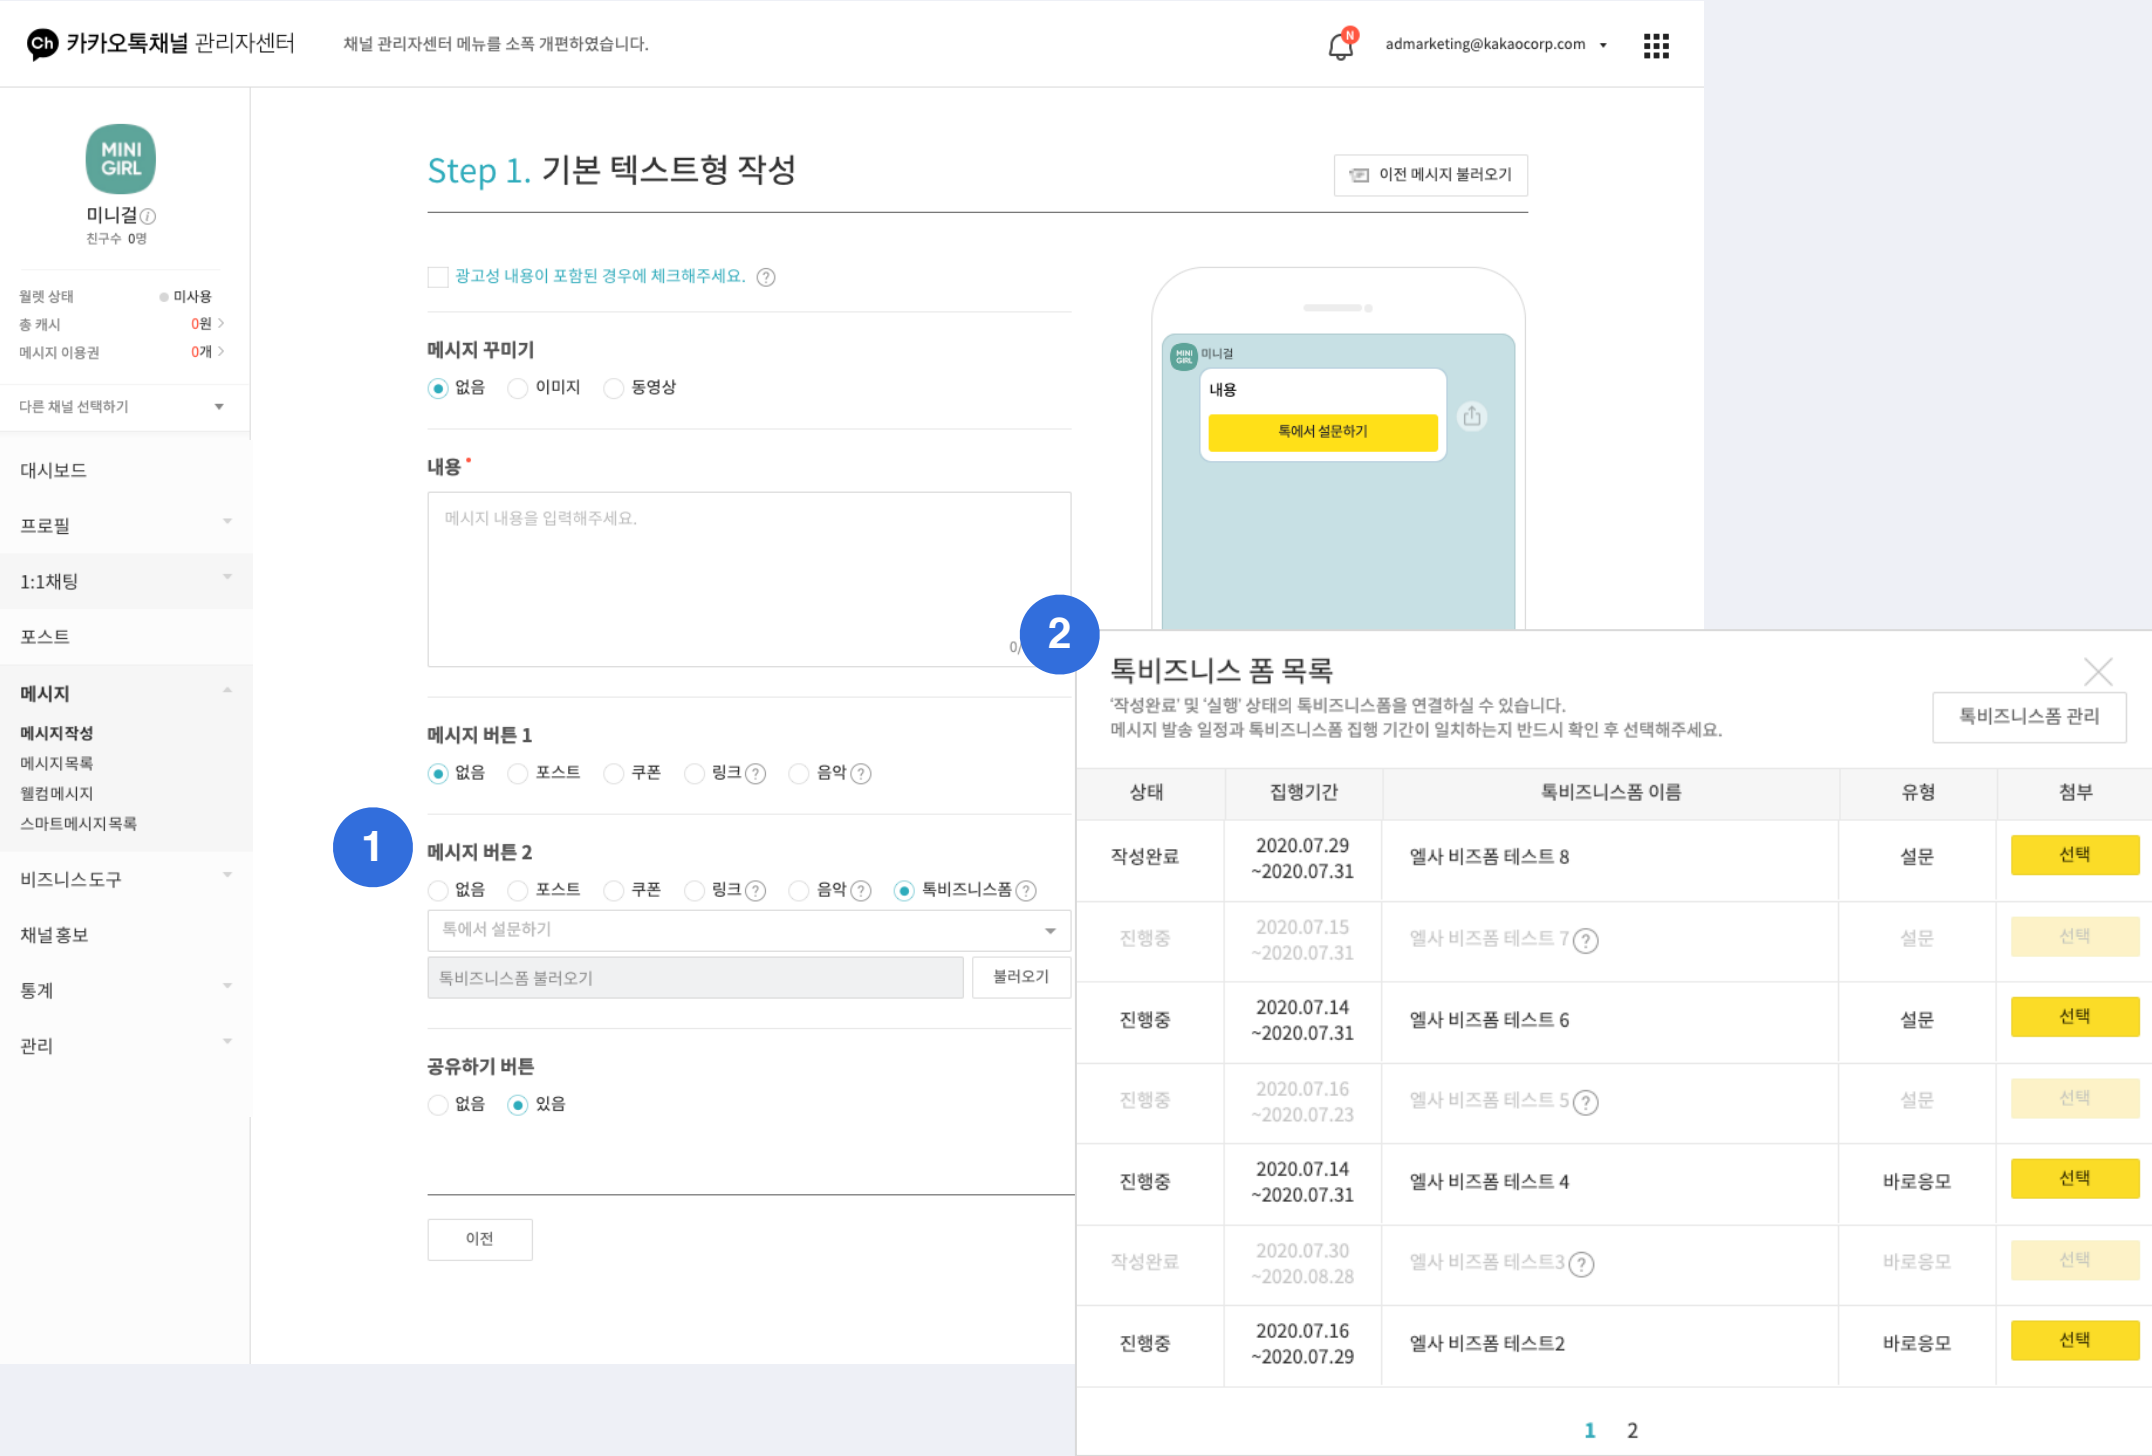 Ch 카카오톡채널 관리자센터
채널 관리자센터 메뉴를 소폭 개편하였습니다.
N
admarketing@kakaocorp.com
MINI
GIRL
미니걸
친구수 0명
월렛 상태 미사용
총 캐시 0원
메시지 이용권 0개
다른 채널 선택하기
대시보드
프로필
1:1채팅
포스트
메시지
메시지작성
메시지목록
웰컴메시지
스마트메시지목록
비즈니스도구
채널홍보
통계
관리
Step 1. 기본 텍스트형 작성
이전 메시지 불러오기
광고성 내용이 포함된 경우에 체크해주세요. ?
메시지 꾸미기
없음 이미지 동영상
내용
메시지 내용을 입력해주세요.
0/
메시지 버튼 1
없음 포스트 쿠폰 링크 ? 음악 ?
1
메시지 버튼 2
없음 포스트 쿠폰 링크 ? 음악 ? 톡비즈니스폼 ?
톡에서 설문하기
톡비즈니스폼 불러오기
불러오기
공유하기 버튼
없음 있음
이전
MINI
GIRL
미니걸
내용
톡에서 설문하기
2
톡비즈니스 폼 목록
'작성완료' 및 '실행' 상태의 톡비즈니스폼을 연결하실 수 있습니다.
메시지 발송 일정과 톡비즈니스폼 집행 기간이 일치하는지 반드시 확인 후 선택해주세요.
톡비즈니스폼 관리
상태 집행기간 톡비즈니스폼 이름 유형 첨부
작성완료 2020.07.29 ~2020.07.31 엘사 비즈폼 테스트 8 설문 선택
진행중 2020.07.15 ~2020.07.31 엘사 비즈폼 테스트 7 ? 설문 선택
진행중 2020.07.14 ~2020.07.31 엘사 비즈폼 테스트 6 설문 선택
진행중 2020.07.16 ~2020.07.23 엘사 비즈폼 테스트 5 ? 설문 선택
진행중 2020.07.14 ~2020.07.31 엘사 비즈폼 테스트 4 바로응모 선택
작성완료 2020.07.30 ~2020.08.28 엘사 비즈폼 테스트3 ? 바로응모 선택
진행중 2020.07.16 ~2020.07.29 엘사 비즈폼 테스트2 바로응모 선택
1 2